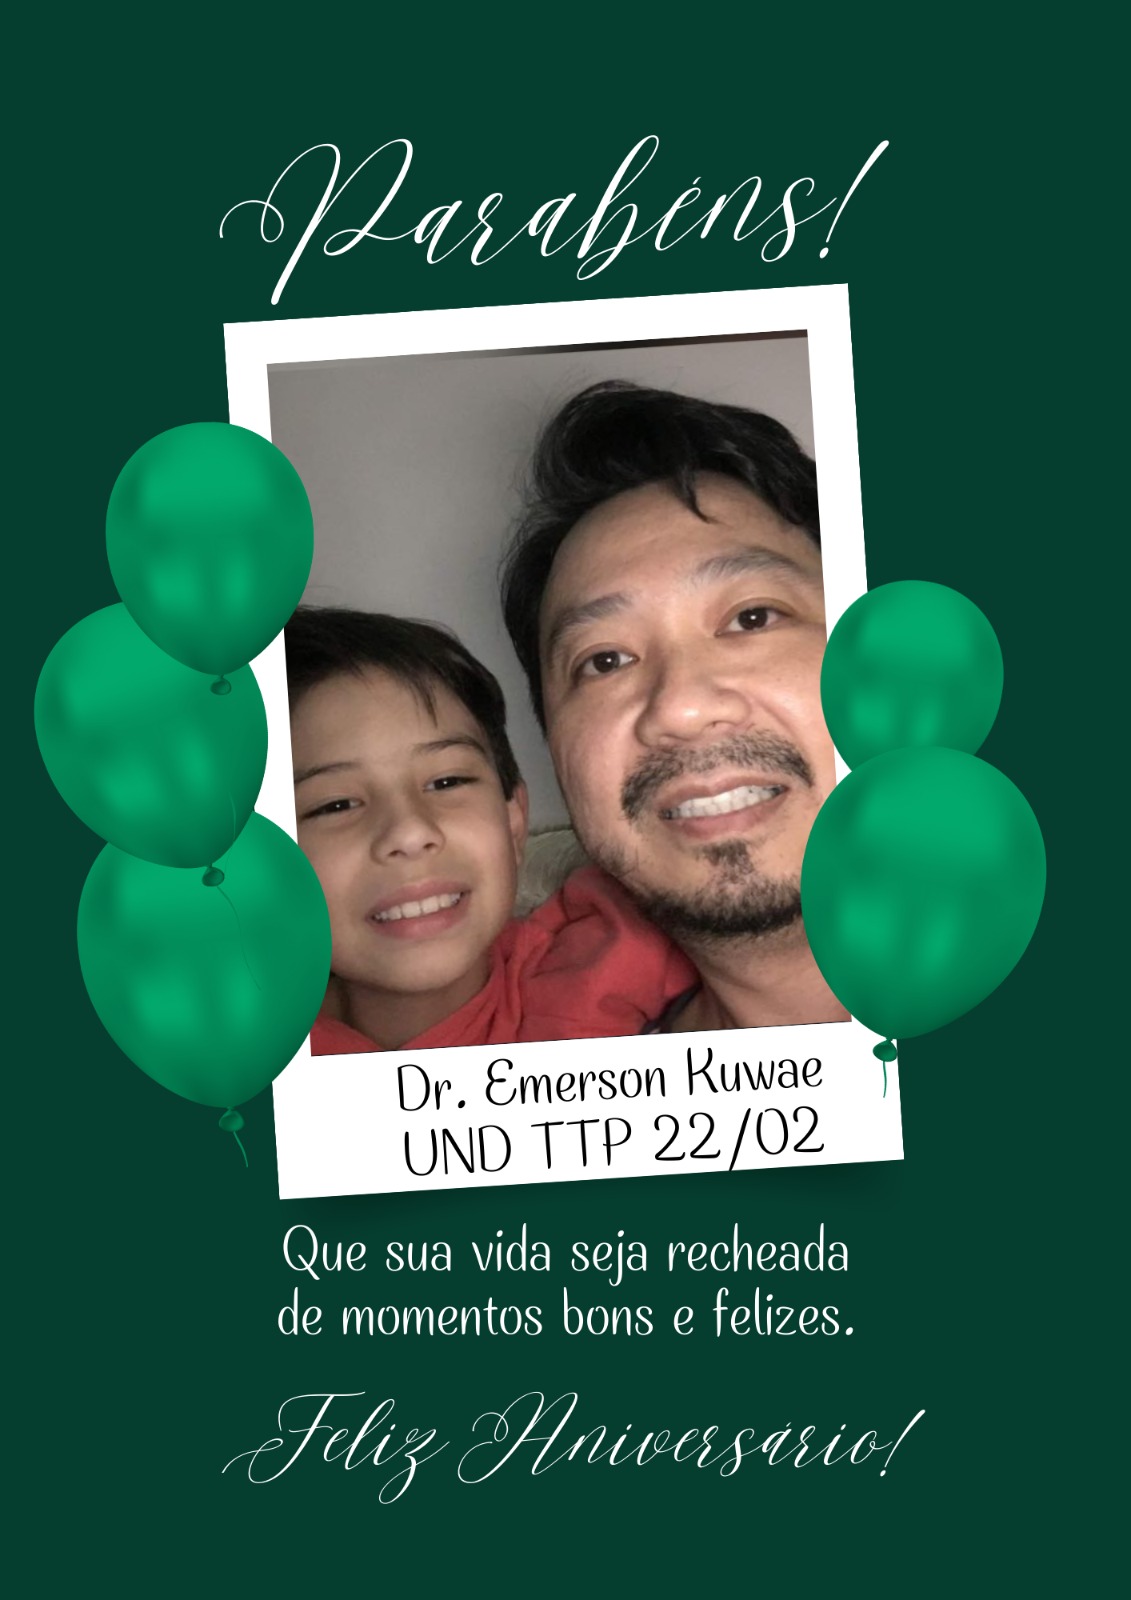 Parabéns!
Dr. Emerson Kuwae
UND TTP 22/02
Que sua vida seja recheada
de momentos bons e felizes.
Feliz Aniversário!